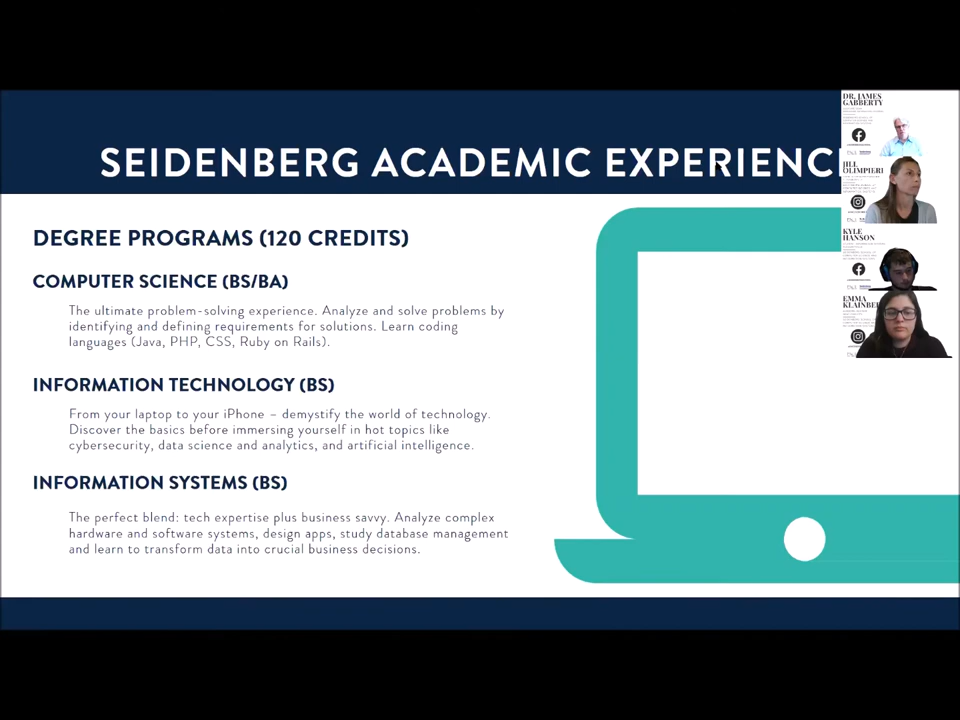 SEIDENBERG ACADEMIC EXPERIENC
DEGREE PROGRAMS (120 CREDITS)
COMPUTER SCIENCE (BS/BA)
The ultimate problem-solving experience. Analyze and solve problems by
identifying and defining requirements for solutions. Learn coding
languages (Java, PHP, CSS, Ruby on Rails).
INFORMATION TECHNOLOGY (BS)
From your laptop to your iPhone – demystify the world of technology.
Discover the basics before immersing yourself in hot topics like
cybersecurity, data science and analytics, and artificial intelligence.
INFORMATION SYSTEMS (BS)
The perfect blend: tech expertise plus business savvy. Analyze complex
hardware and software systems, design apps, study database management
and learn to transform data into crucial business decisions.
DR. JAMES
GABBERTY
JILL
OLIMPIERI
KYLE
HANSON
EMMA
KLAINBE